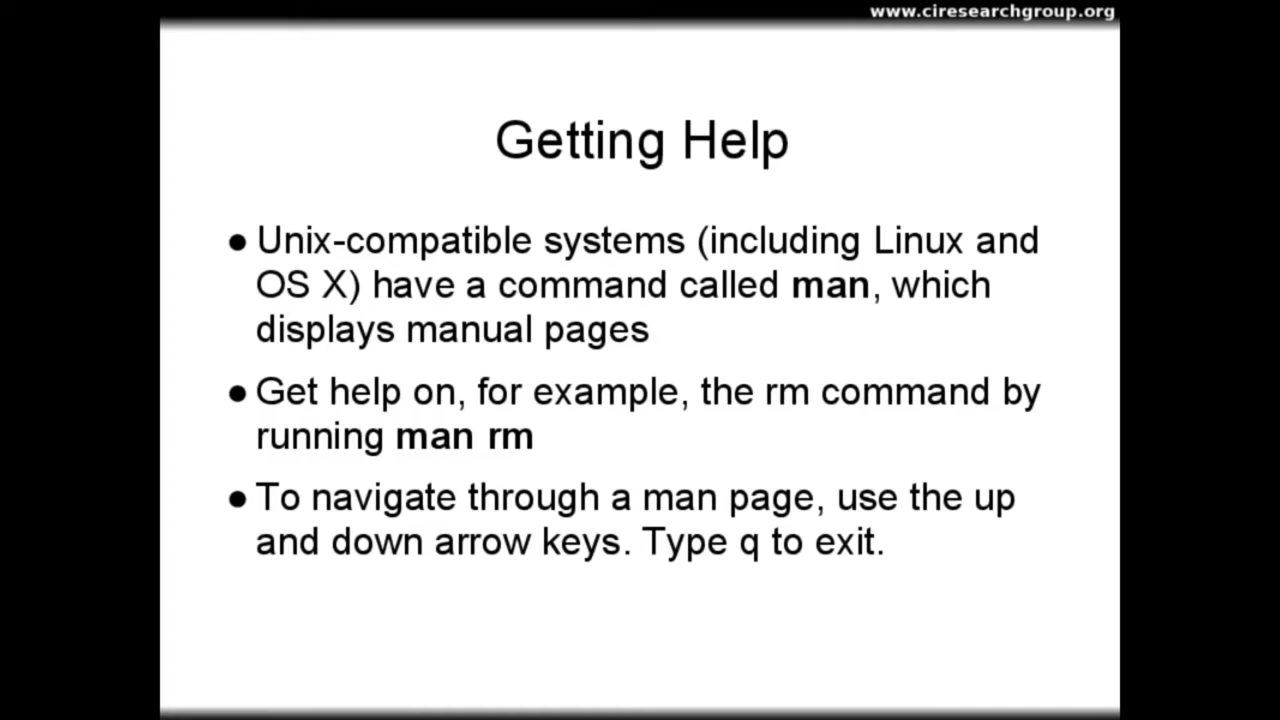 www.ciresearchgroup.org
Getting Help
● Unix-compatible systems (including Linux and
OS X) have a command called man, which
displays manual pages
● Get help on, for example, the rm command by
running man rm
● To navigate through a man page, use the up
and down arrow keys. Type q to exit.